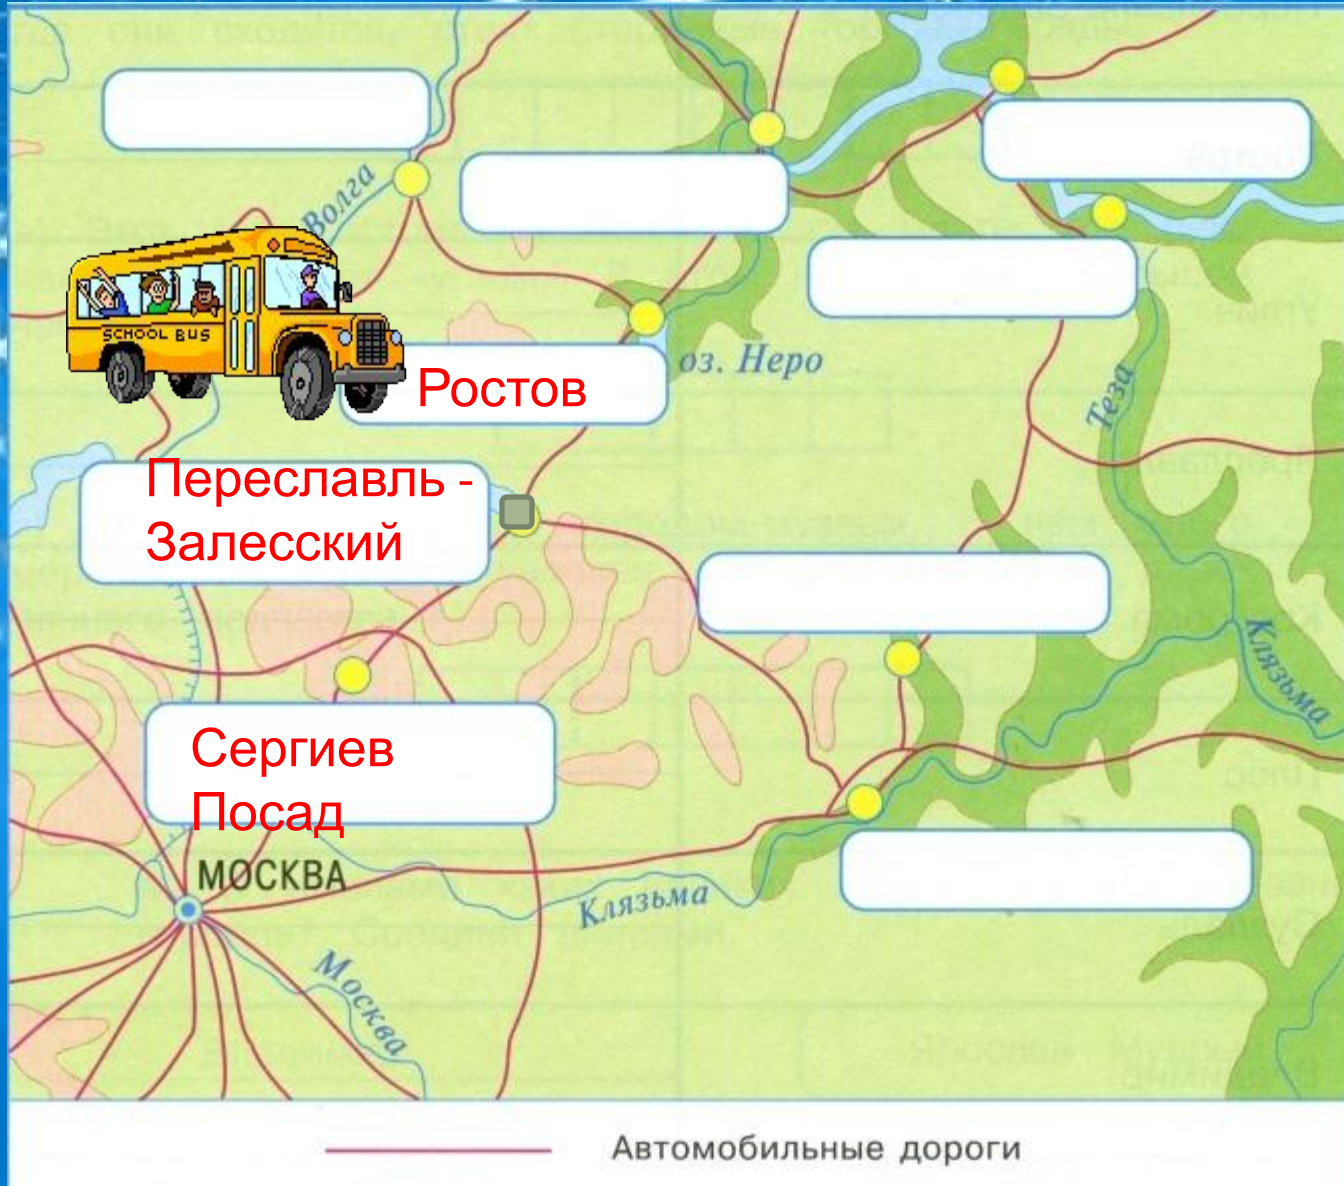 Волга
SCHOOL BUS
оз. Неро
Ростов
Теза
Переславль -
Залесский
Клязьма
Сергиев
Посад
МОСКВА
Клязьма
Москва
Автомобильные дороги